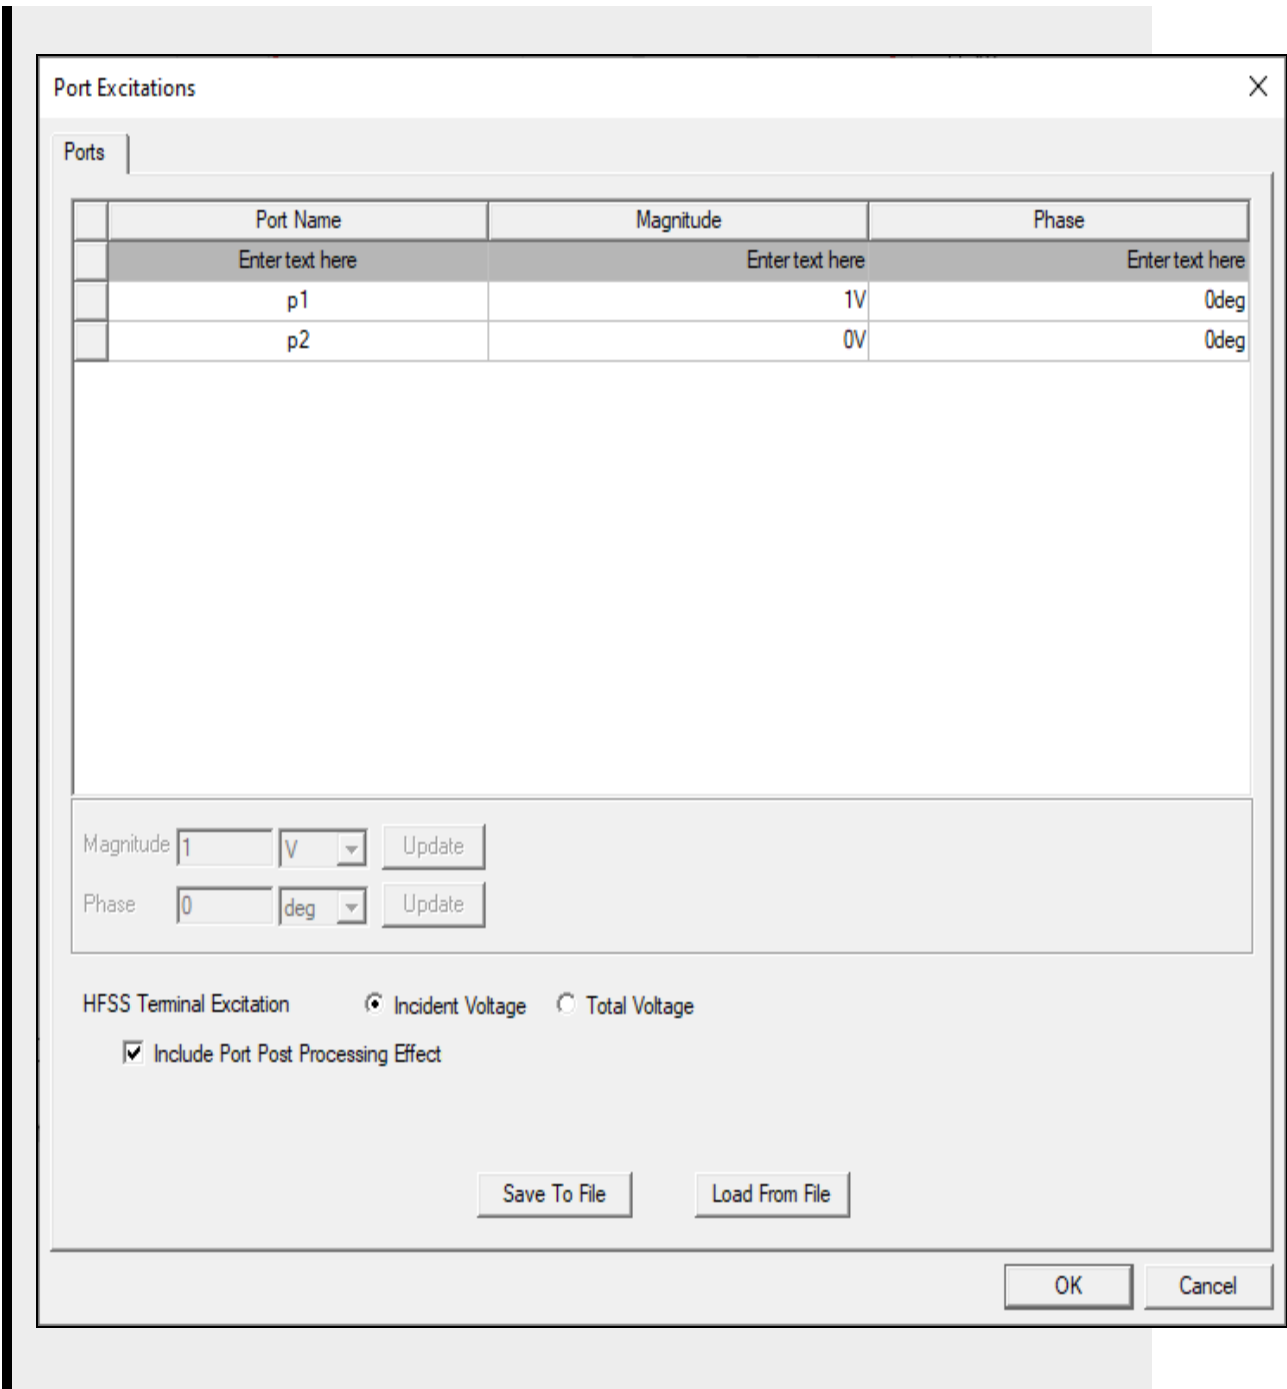 Port Excitations
Ports
Port Name Magnitude Phase
Enter text here Enter text here Enter text here
p1 1V 0deg
p2 0V 0deg
Magnitude 1 V Update
Phase 0 deg Update
HFSS Terminal Excitation Incident Voltage Total Voltage
Include Port Post Processing Effect
Save To File Load From File
OK Cancel